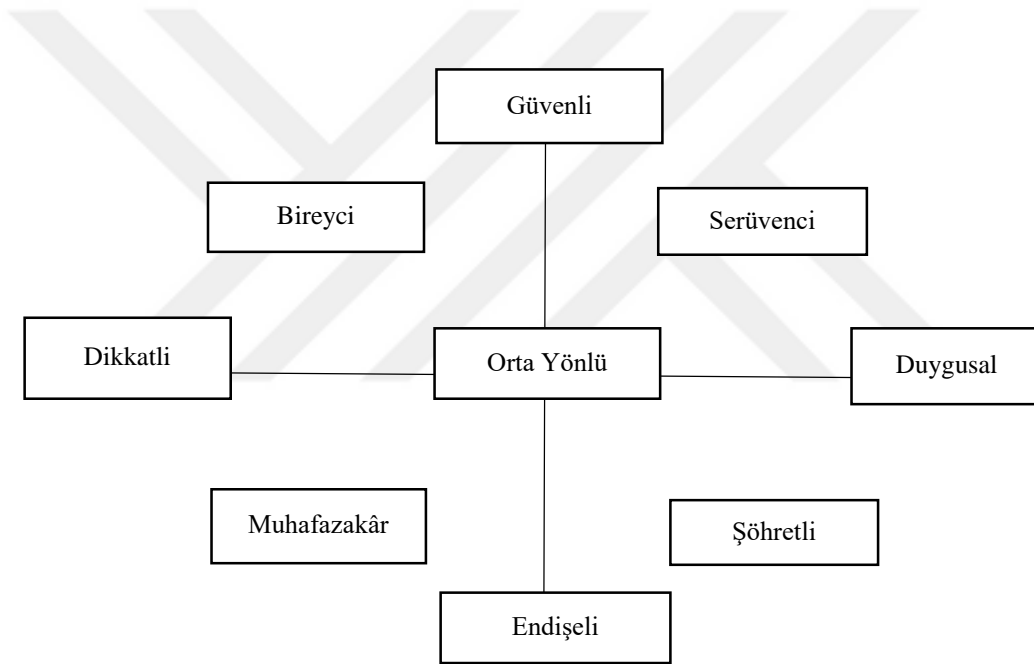 Güvenli
Bireyci
Serüvenci
Dikkatli
Orta Yönlü
Duygusal
Muhafazakâr
Şöhretli
Endişeli